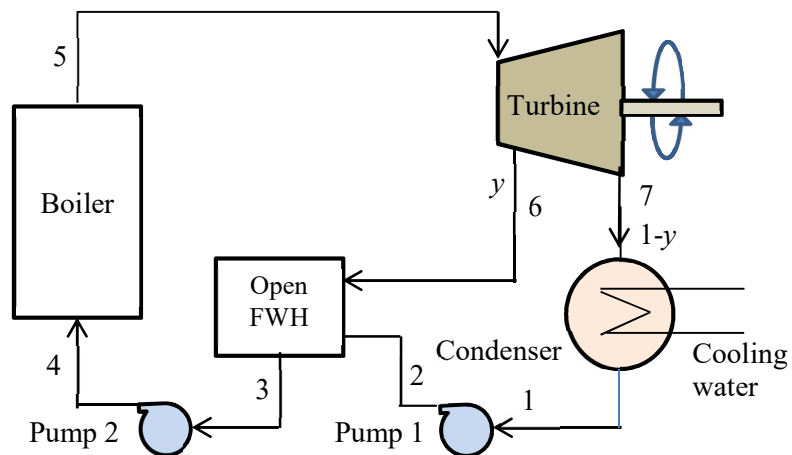 5
Turbine
y
6
7
1-y
Boiler
Open
FWH
Condenser
Cooling
water
4
3
2
1
Pump 2
Pump 1